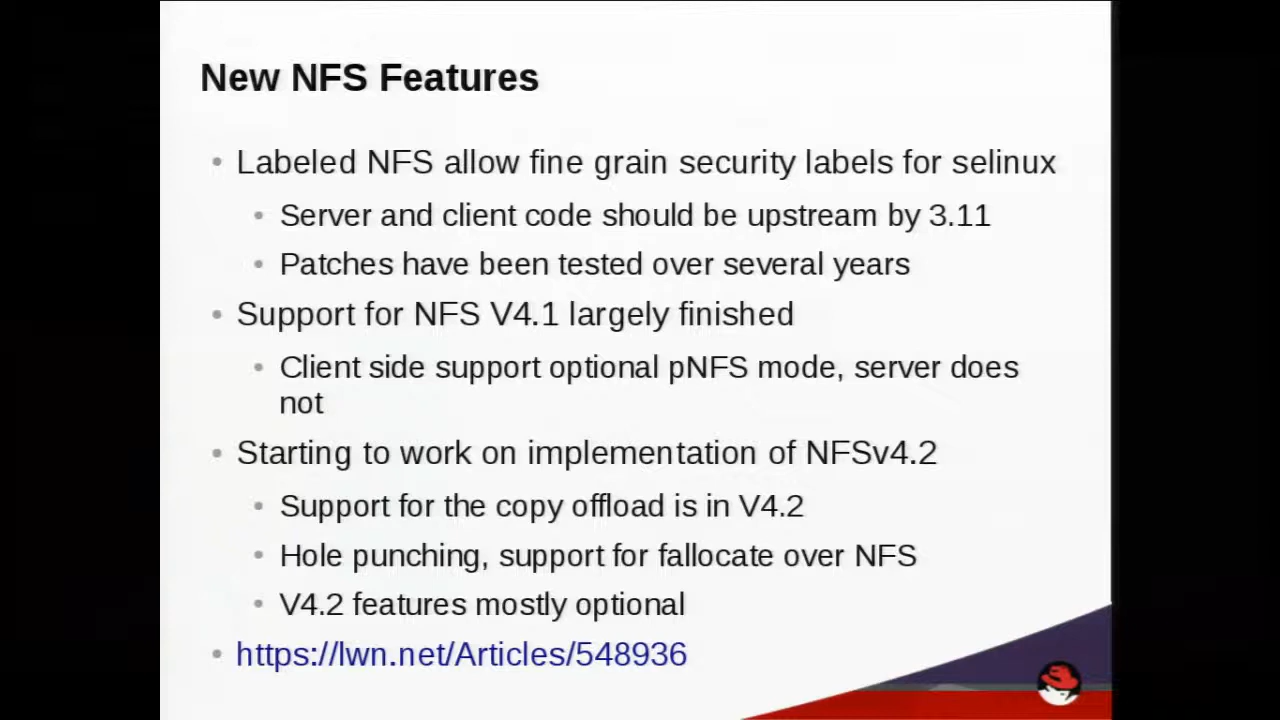 New NFS Features
Labeled NFS allow fine grain security labels for selinux
Server and client code should be upstream by 3.11
Patches have been tested over several years
Support for NFS V4.1 largely finished
Client side support optional pNFS mode, server does
not
Starting to work on implementation of NFSv4.2
Support for the copy offload is in V4.2
Hole punching, support for fallocate over NFS
V4.2 features mostly optional
https://lwn.net/Articles/548936